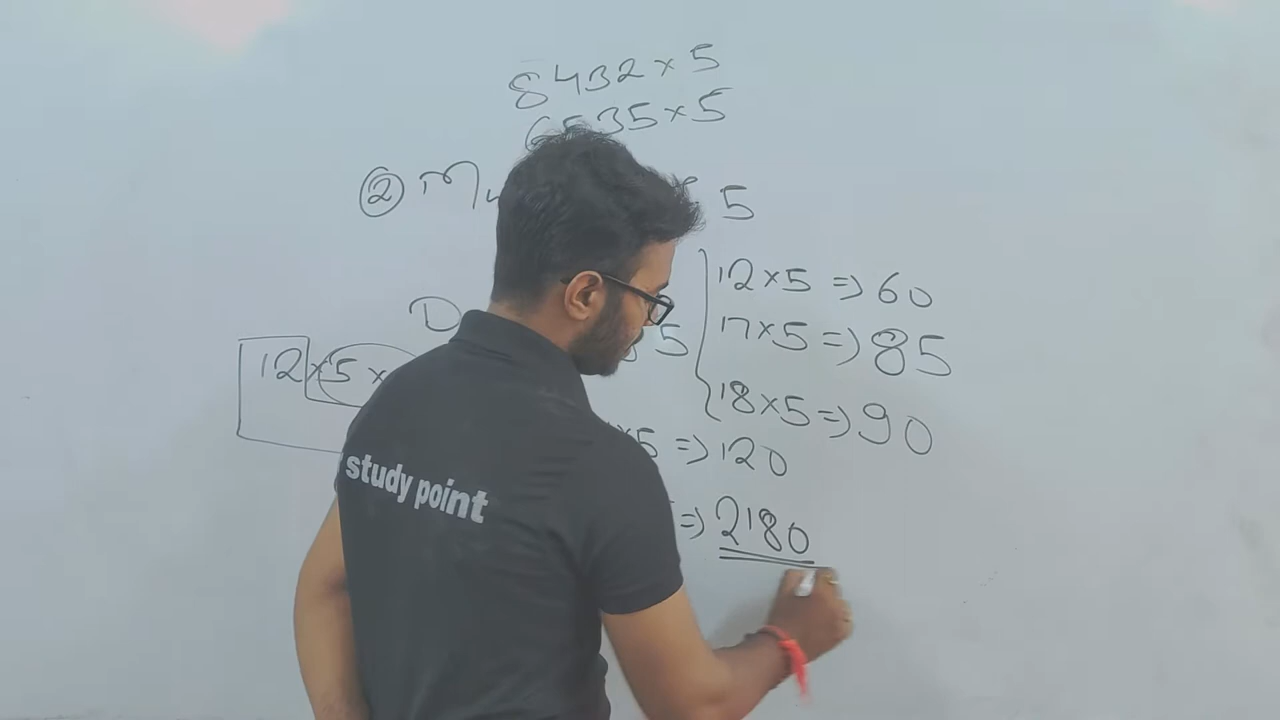 8432×5
6535×5
② 5
12×5 => 60
D
17×5 => 85
5
12×5×
18×5 => 90
×5 => 120
=> 2180
study point